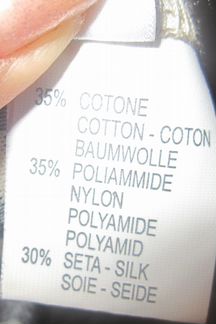 35% COTONE
COTTON - COTON
BAUMWOLLE
35% POLIAMMIDE
NYLON
POLYAMIDE
POLYAMID
30% SETA - SILK
SOIE - SEIDE